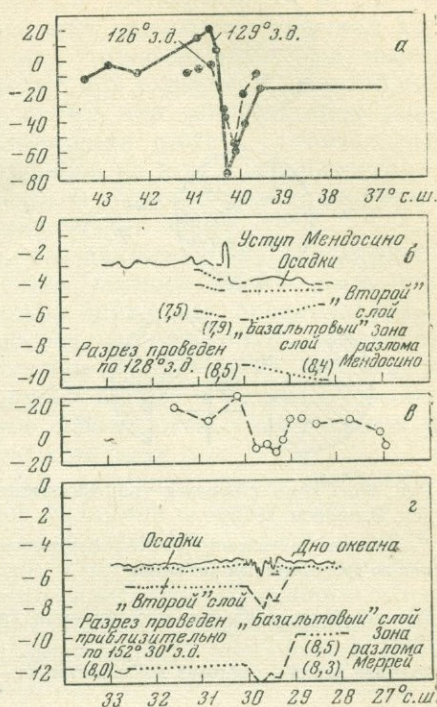 20
126° з.д.
129° з.д.
а
0
-20
-40
-60
-80
43 42 41 40 39 38 37° с.ш.
0
-2
-4
-6
-8
-10
Уступ Мендосино
б
Осадки
„Второй"
слой
(7,5)
(7,9) „Базальтовый"
слой
Зона
разлома
Мендосино
Разрез проведен
по 128° з.д.
(8,5)
(8,4)
-20
0
-20
в
0
-2
-4
-6
-8
-10
-12
г
Осадки
Дно океана
„Второй" слой
„Базальтовый" слой
Разрез проведен
приблизительно
по 152° 30' з.д.
(8,0)
(8,5)
(8,3)
Зона
разлома
Меррей
33 32 31 30 29 28 27° с.ш.